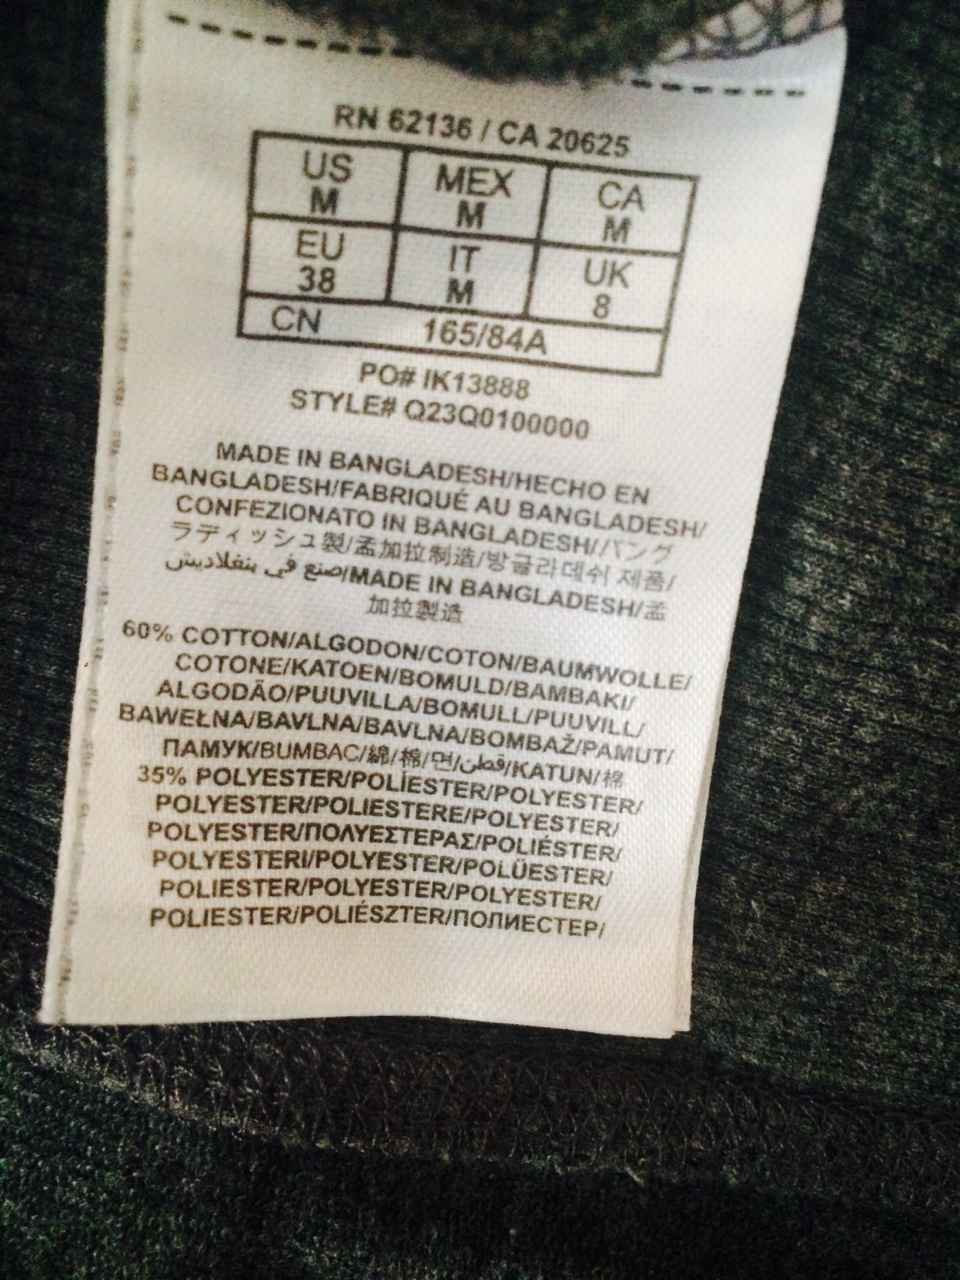 RN 62136 / CA 20625
US MEX CA
M M M
EU IT UK
38 M 8
CN 165/84A
PO# IK13888
STYLE# Q23Q0100000
MADE IN BANGLADESH/HECHO EN
BANGLADESH/FABRIQUÉ AU BANGLADESH/
CONFEZIONATO IN BANGLADESH//バング
ラディッシュ製/孟加拉制造/방글라데쉬 제품/
صنع في بنغلاديش/MADE IN BANGLADESH/孟
加拉製造
60% COTTON/ALGODON/COTON/BAUMWOLLE/
COTONE/KATOEN/BOMULD/BAMBAKI/
ALGODÃO/PUUVILLA/BOMULL/PUUVILL/
BAWEŁNA/BAVLNA/BAVLNA/BOMBAŽ/PAMUT/
ПАМУК/BUMBAC/綿/棉/면/قطن/KATUN/棉
35% POLYESTER/POLÍESTER/POLYESTER/
POLYESTER/POLIESTERE/POLYESTER/
POLYESTER/ΠΟΛΥΕΣΤΕΡΑΣ/POLIÉSTER/
POLYESTERI/POLYESTER/POLÜESTER/
POLIESTER/POLYESTER/POLYESTER/
POLIESTER/POLIÉSZTER/ПОЛИЕСТЕР/